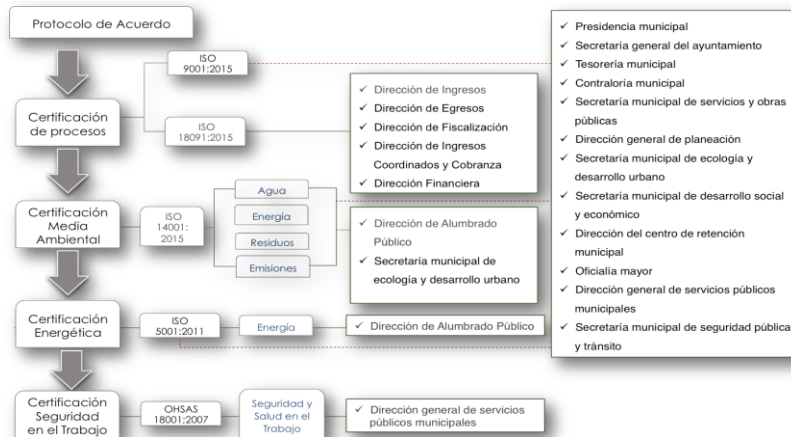 Protocolo de Acuerdo
ISO
9001:2015
Certificación
de procesos
ISO
18091:2015
✓ Dirección de Ingresos
✓ Dirección de Egresos
✓ Dirección de Fiscalización
✓ Dirección de Ingresos
Coordinados y Cobranza
✓ Dirección Financiera
✓ Presidencia municipal
✓ Secretaría general del ayuntamiento
✓ Tesorería municipal
✓ Contraloría municipal
✓ Secretaría municipal de servicios y obras
públicas
✓ Dirección general de planeación
✓ Secretaría municipal de ecología y
desarrollo urbano
✓ Secretaría municipal de desarrollo social
y económico
✓ Dirección del centro de retención
municipal
✓ Oficialía mayor
✓ Dirección general de servicios públicos
municipales
✓ Secretaría municipal de seguridad pública
y tránsito
Certificación
Media
Ambiental
ISO
14001:
2015
Agua
Energía
Residuos
Emisiones
✓ Dirección de Alumbrado
Público
✓ Secretaría municipal de
ecología y desarrollo urbano
Certificación
Energética
ISO
5001:2011
Energía
✓ Dirección de Alumbrado Público
Certificación
Seguridad
en el Trabajo
OHSAS
18001:2007
Seguridad y
Salud en el
Trabajo
✓ Dirección general de servicios
públicos municipales